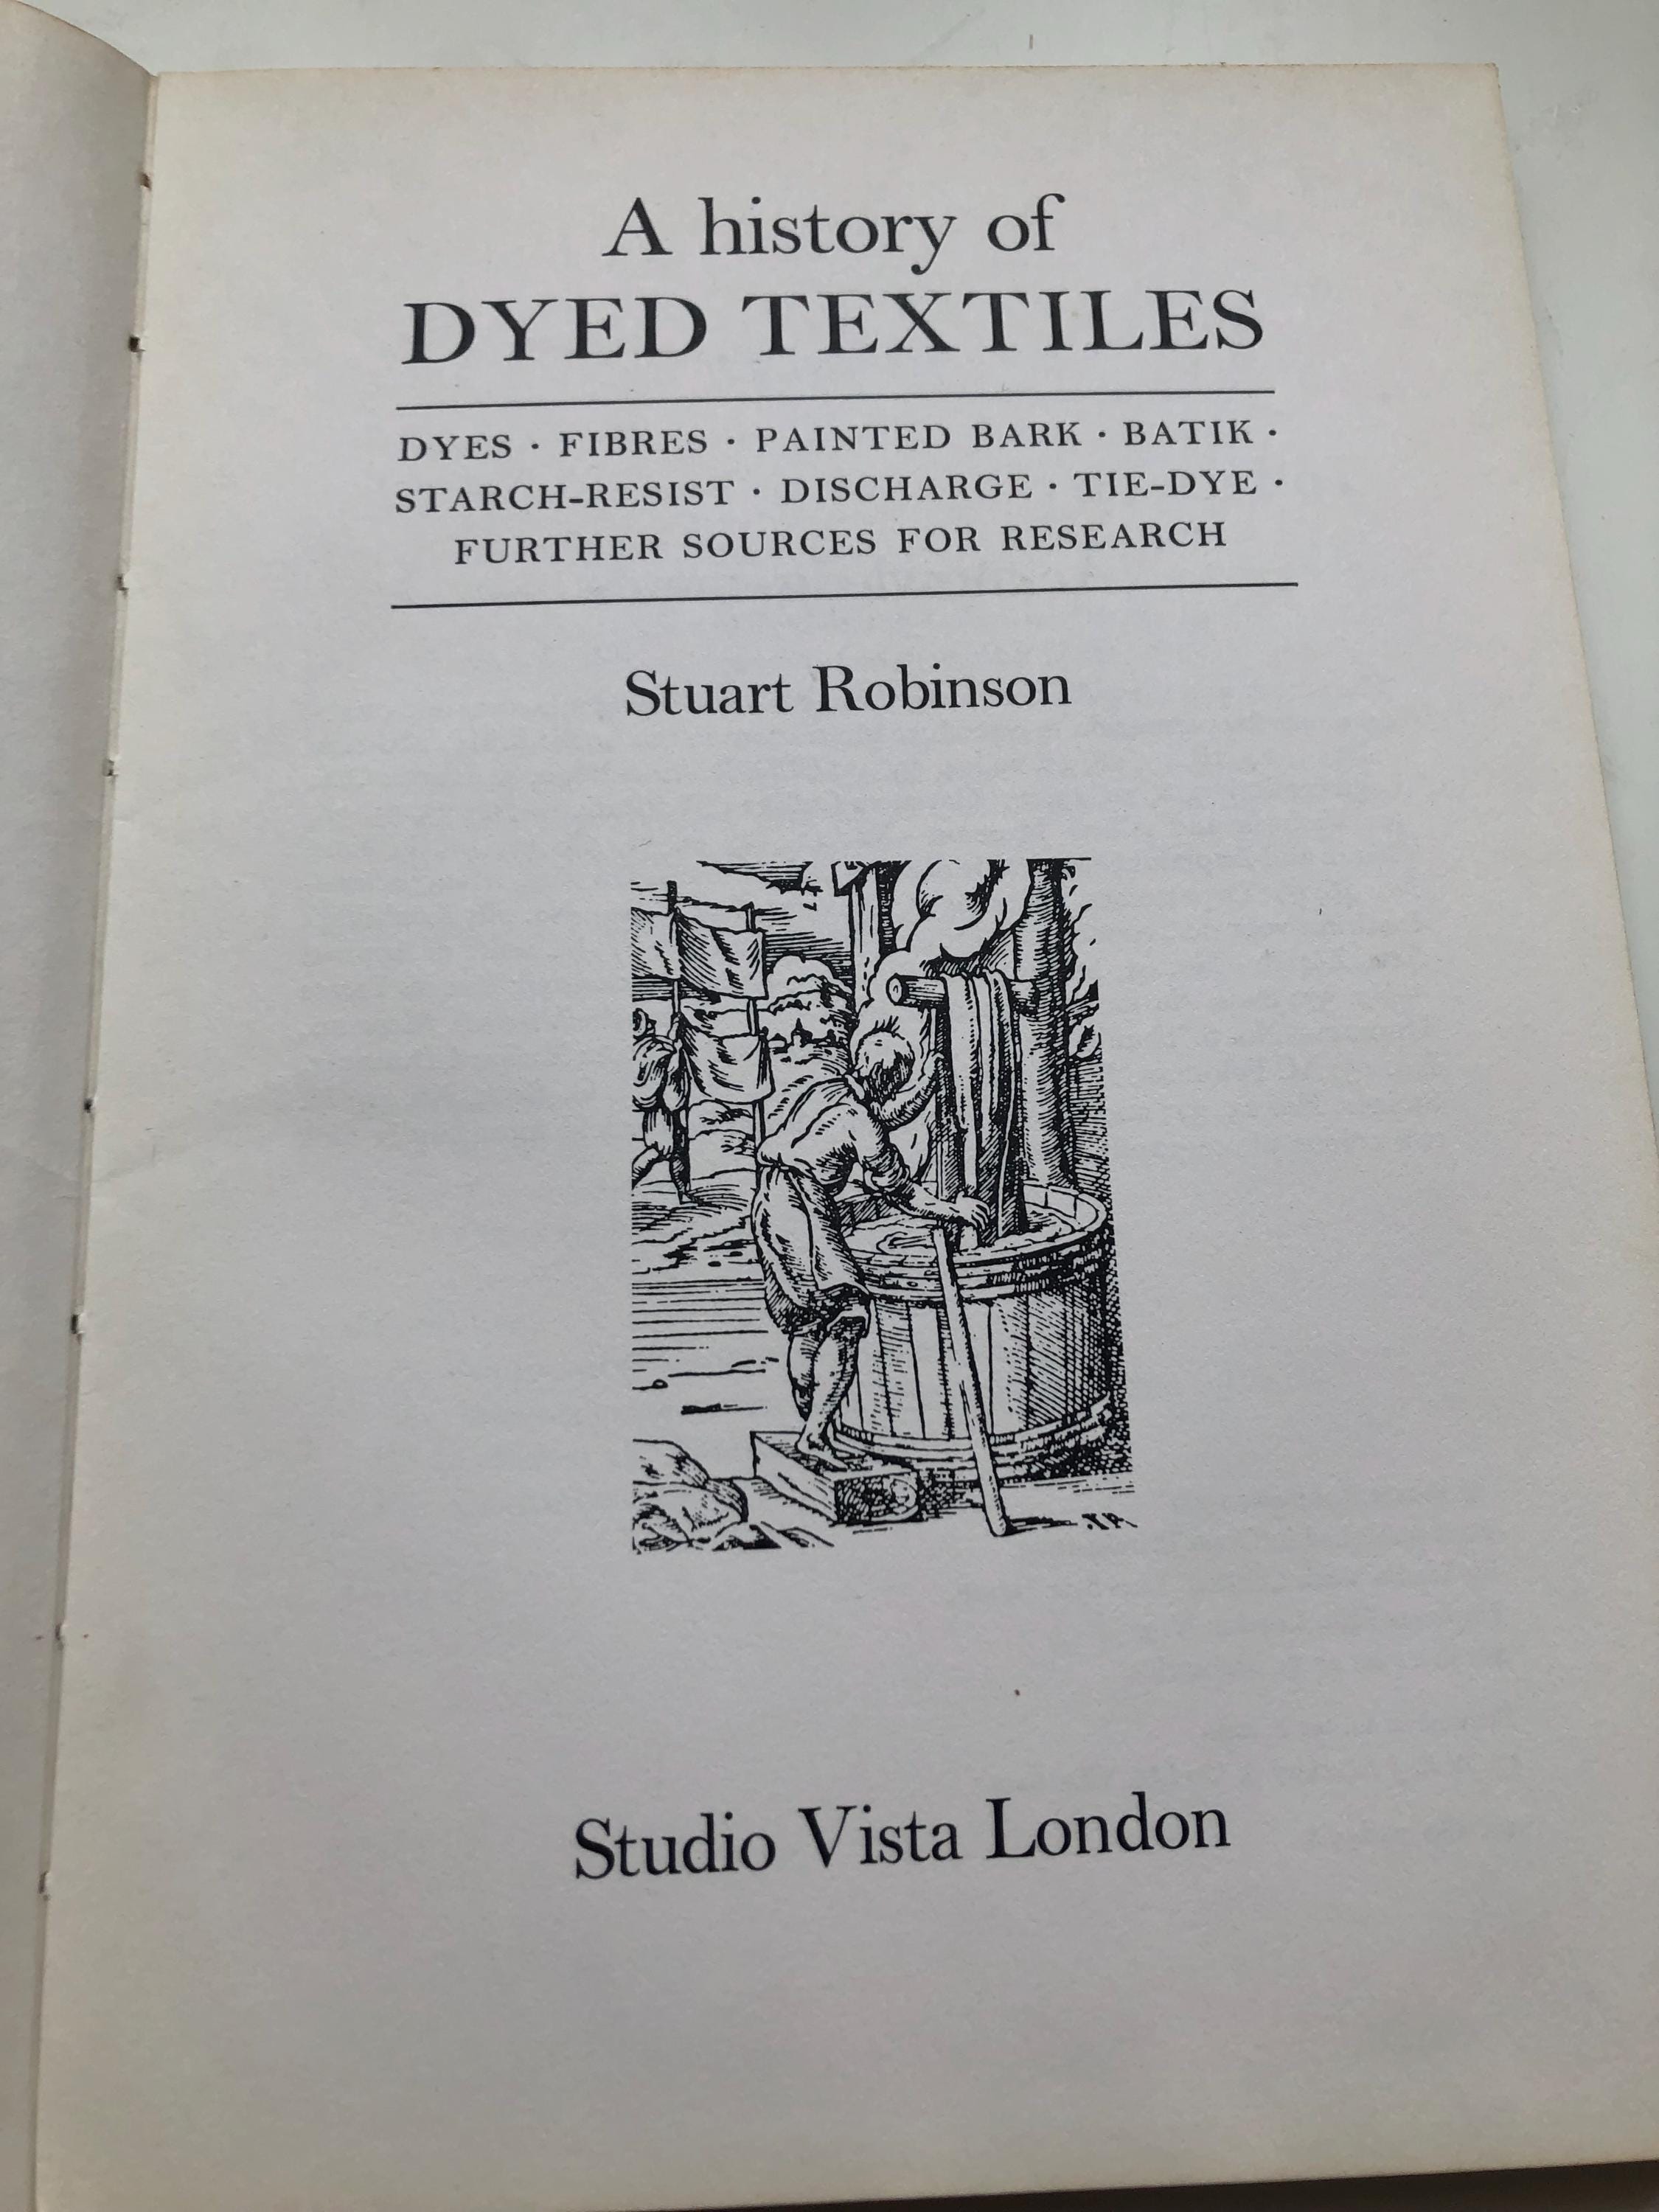 A history of
DYED TEXTILES
DYES · FIBRES · PAINTED BARK · BATIK ·
STARCH-RESIST · DISCHARGE · TIE-DYE ·
FURTHER SOURCES FOR RESEARCH
Stuart Robinson
Studio Vista London